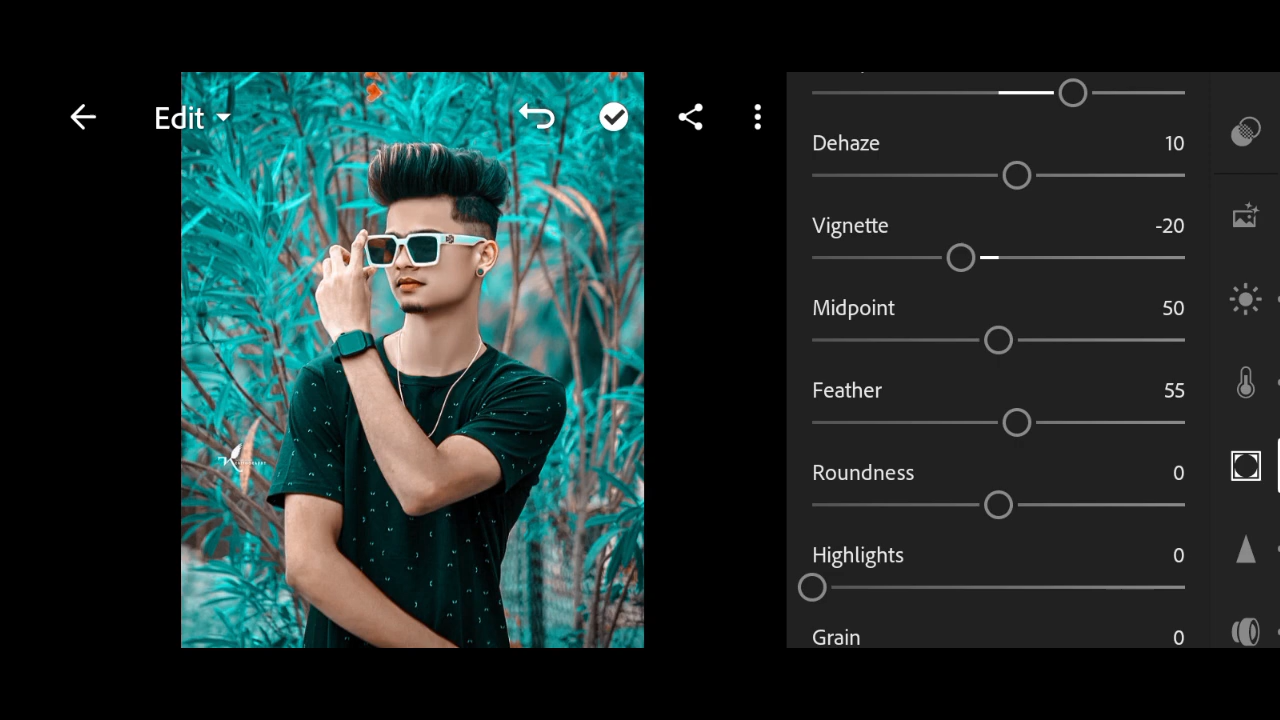 Edit
Dehaze 10
Vignette -20
Midpoint 50
Feather 55
Roundness 0
Highlights 0
Grain 0